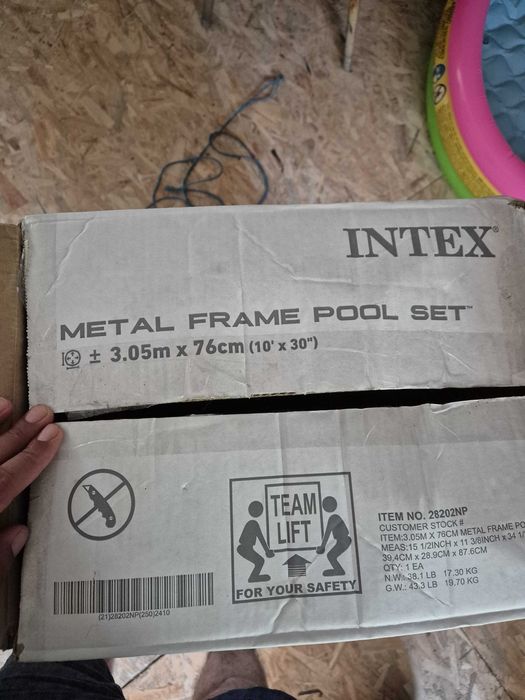 INTEX®
METAL FRAME POOL SET™
± 3.05m x 76cm (10' x 30")
TEAM
LIFT
FOR YOUR SAFETY
ITEM NO. 28202NP
CUSTOMER STOCK #
ITEM:3.05M X 76CM METAL FRAME PO
MEAS:15 1/2INCH x 11 3/8INCH x 34 1/
39.4CM x 28.9CM x 87.6CM
QTY: 1 EA
N.W.: 38.1 LB 17.30 KG
G.W.: 43.3 LB 19.70 KG
(21)28202NP(250)2410